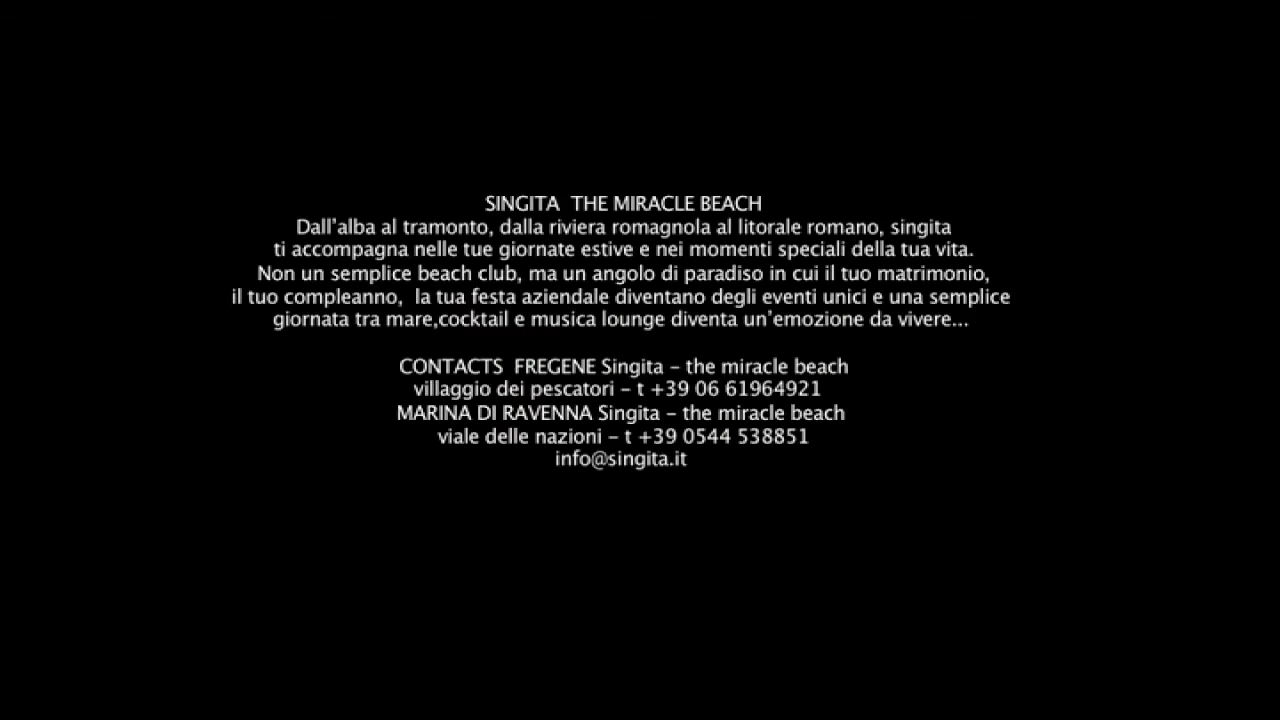 SINGITA  THE MIRACLE BEACH
Dall'alba al tramonto, dalla riviera romagnola al litorale romano, singita
ti accompagna nelle tue giornate estive e nei momenti speciali della tua vita.
Non un semplice beach club, ma un angolo di paradiso in cui il tuo matrimonio,
il tuo compleanno,  la tua festa aziendale diventano degli eventi unici e una semplice
giornata tra mare,cocktail e musica lounge diventa un'emozione da vivere...
CONTACTS  FREGENE Singita – the miracle beach
villaggio dei pescatori – t +39 06 61964921
MARINA DI RAVENNA Singita – the miracle beach
viale delle nazioni – t +39 0544 538851
info@singita.it